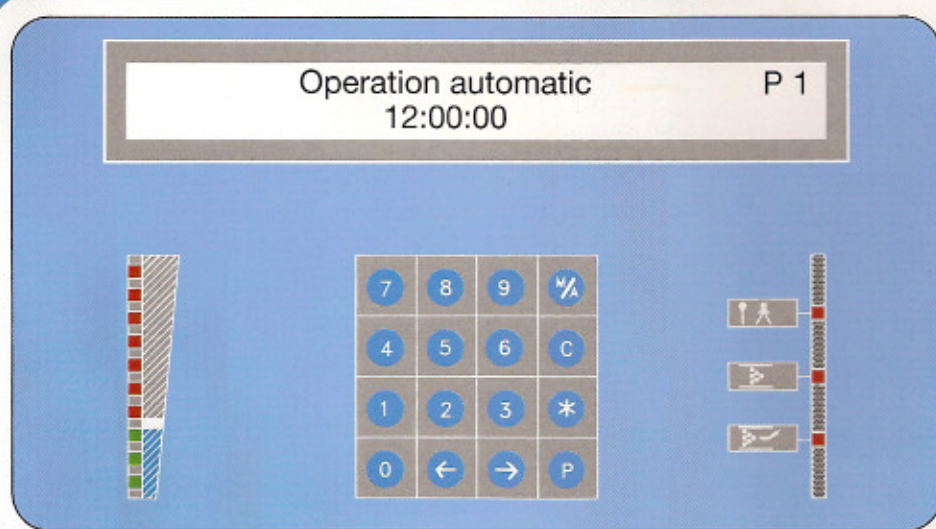 Operation automatic P 1
12:00:00
7 8 9 M/A
4 5 6 C
1 2 3 *
0 ← → P